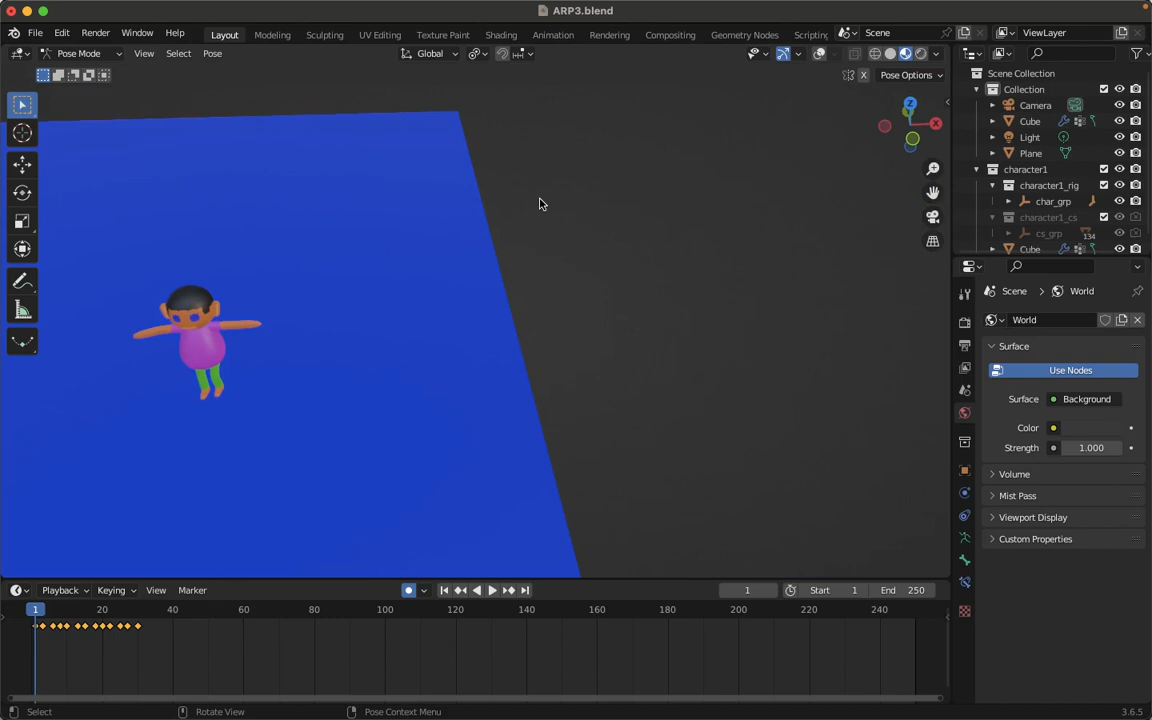 ARP3.blend
File Edit Render Window Help Layout Modeling Sculpting UV Editing Texture Paint Shading Animation Rendering Compositing Geometry Nodes Scripting Scene ViewLayer
Pose Mode View Select Pose Global
X Pose Options
Z
X
Scene Collection
Collection
Camera
Cube
Light
Plane
character1
character1_rig
char_grp
character1_cs
cs_grp 134
Cube
Scene World
World
Surface
Use Nodes
Surface Background
Color
Strength 1.000
Volume
Mist Pass
Viewport Display
Custom Properties
Playback Keying View Marker 1 Start 1 End 250
1 20 40 60 80 100 120 140 160 180 200 220 240
Select Rotate View Pose Context Menu 3.6.5